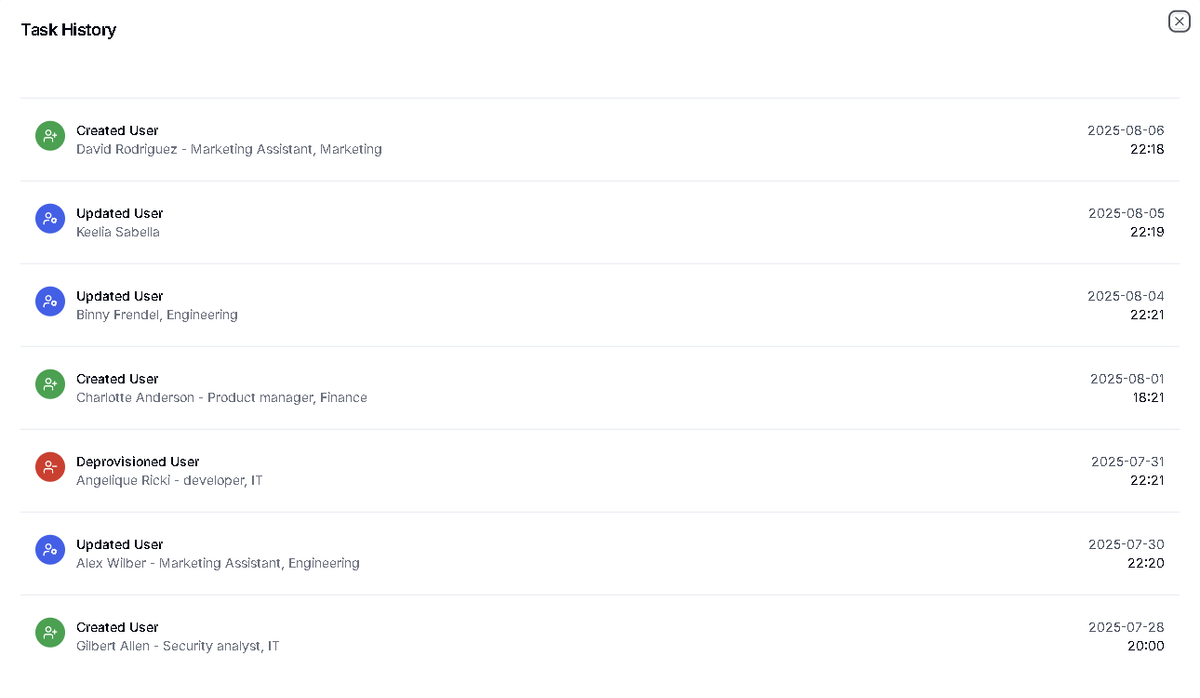 Task History
Created User
David Rodriguez - Marketing Assistant, Marketing
2025-08-06
22:18
Updated User
Keelia Sabella
2025-08-05
22:19
Updated User
Binny Frendel, Engineering
2025-08-04
22:21
Created User
Charlotte Anderson - Product manager, Finance
2025-08-01
18:21
Deprovisioned User
Angelique Ricki - developer, IT
2025-07-31
22:21
Updated User
Alex Wilber - Marketing Assistant, Engineering
2025-07-30
22:20
Created User
Gilbert Allen - Security analyst, IT
2025-07-28
20:00